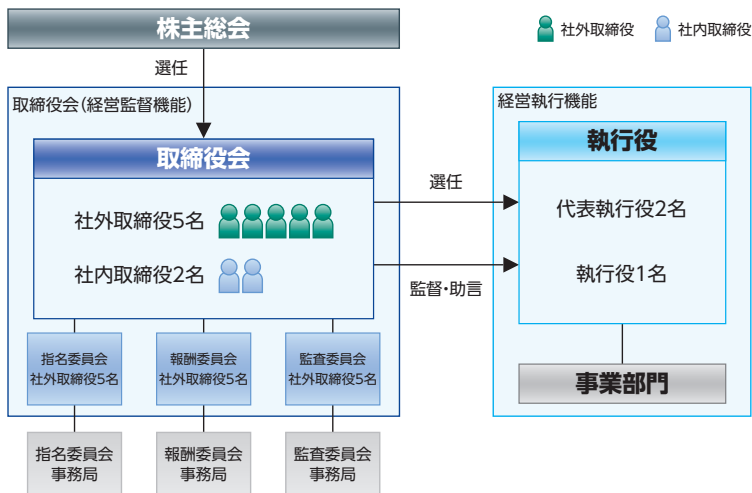 株主総会
社外取締役
社内取締役
選任
取締役会(経営監督機能)
取締役会
社外取締役5名
社内取締役2名
選任
監督・助言
経営執行機能
執行役
代表執行役2名
執行役1名
事業部門
指名委員会
社外取締役5名
報酬委員会
社外取締役5名
監査委員会
社外取締役5名
指名委員会
事務局
報酬委員会
事務局
監査委員会
事務局